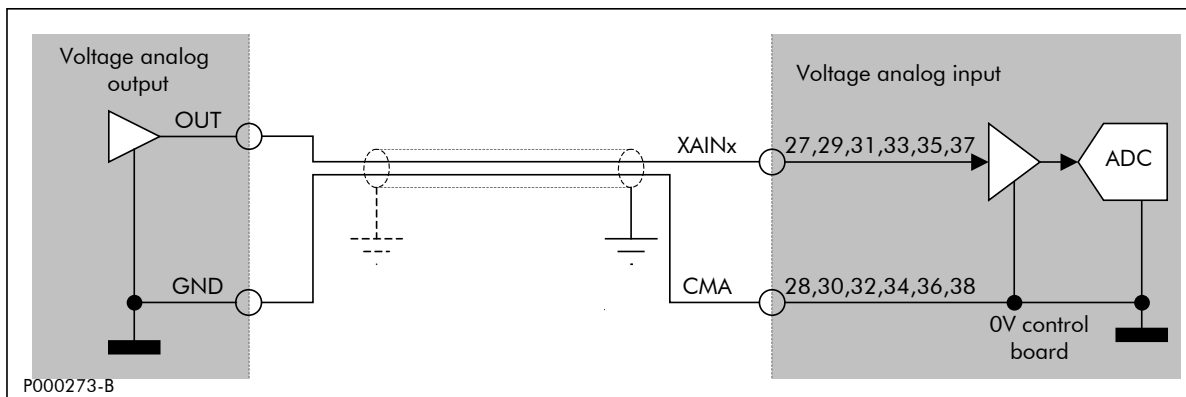 Voltage analog
output
Voltage analog input
OUT
XAINx
27,29,31,33,35,37
ADC
GND
CMA
28,30,32,34,36,38
0V control
board
P000273-B